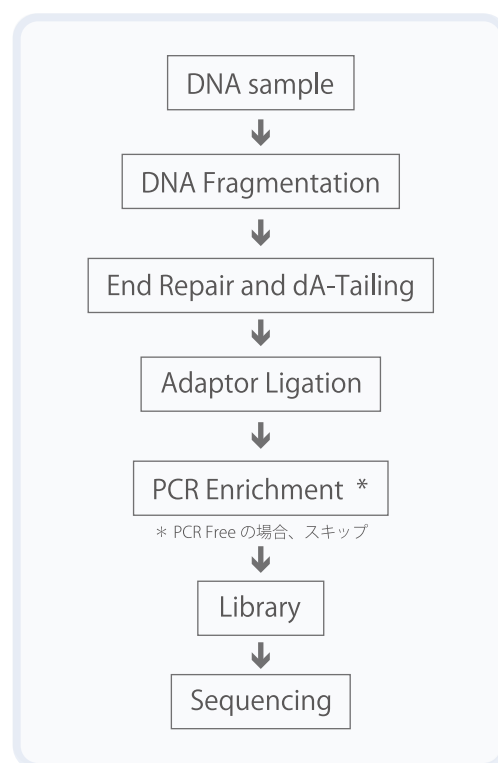 DNA sample
DNA Fragmentation
End Repair and dA-Tailing
Adaptor Ligation
PCR Enrichment *
* PCR Free の場合、スキップ
Library
Sequencing